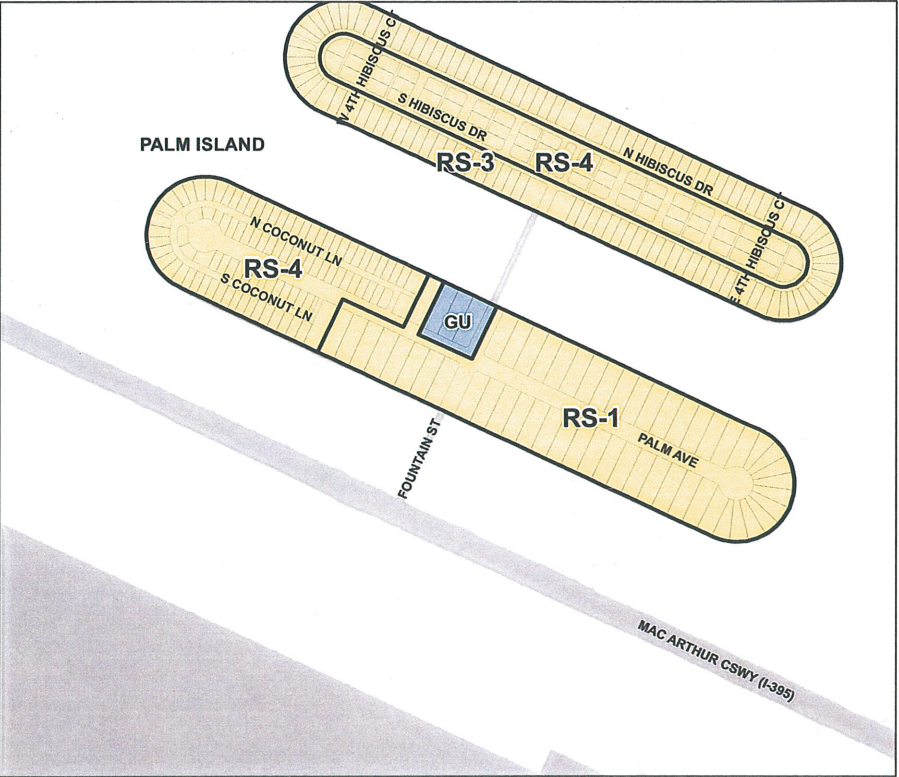 W 4TH HIBISCUS CT
S HIBISCUS DR
PALM ISLAND
RS-3
RS-4
N HIBISCUS DR
E 4TH HIBISCUS CT
N COCONUT LN
RS-4
S COCONUT LN
GU
RS-1
PALM AVE
FOUNTAIN ST
MAC ARTHUR CSWY (I-395)